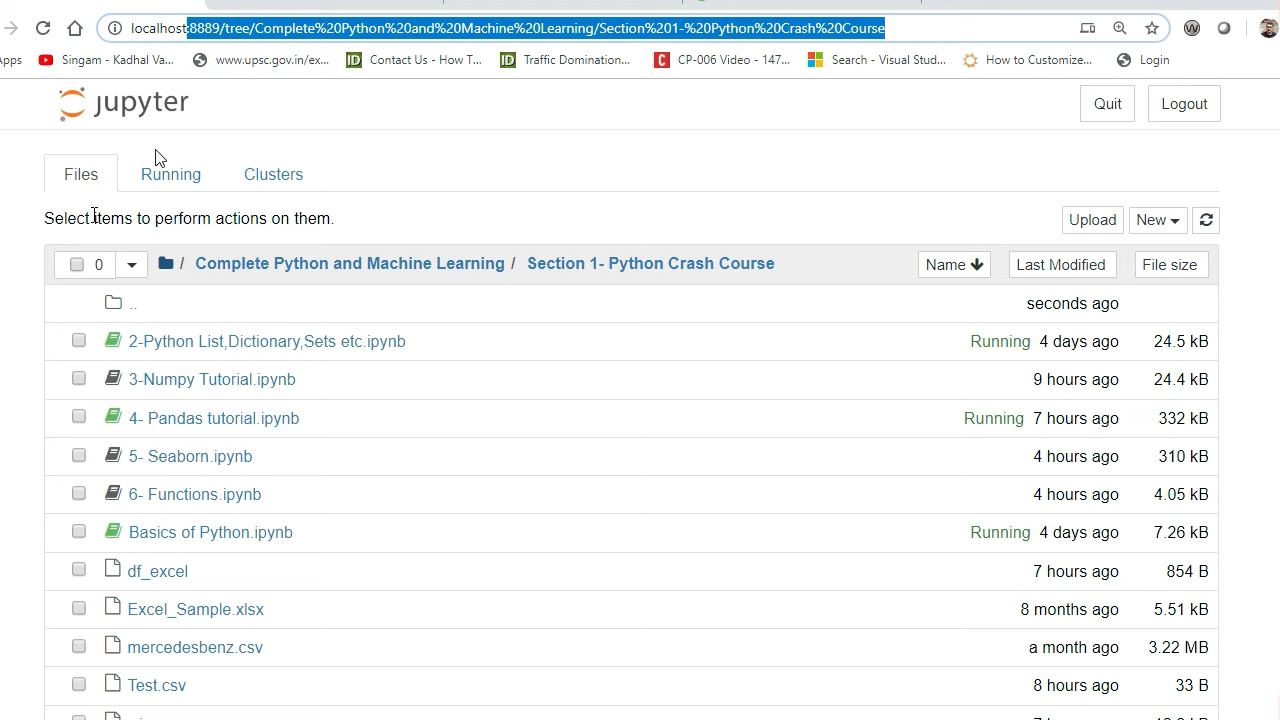 localhost:8889/tree/Complete%20Python%20and%20Machine%20Learning/Section%201-%20Python%20Crash%20Course
pps Singam - Kadhal Va... www.upsc.gov.in/ex... ID Contact Us - How T... ID Traffic Domination... C CP-006 Video - 147... Search - Visual Stud... How to Customize... Login
jupyter
Quit Logout
Files Running Clusters
Select items to perform actions on them.
Upload New
0 / Complete Python and Machine Learning / Section 1- Python Crash Course Name Last Modified File size
.. seconds ago
2-Python List,Dictionary,Sets etc.ipynb Running 4 days ago 24.5 kB
3-Numpy Tutorial.ipynb 9 hours ago 24.4 kB
4- Pandas tutorial.ipynb Running 7 hours ago 332 kB
5- Seaborn.ipynb 4 hours ago 310 kB
6- Functions.ipynb 4 hours ago 4.05 kB
Basics of Python.ipynb Running 4 days ago 7.26 kB
df_excel 7 hours ago 854 B
Excel_Sample.xlsx 8 months ago 5.51 kB
mercedesbenz.csv a month ago 3.22 MB
Test.csv 8 hours ago 33 B